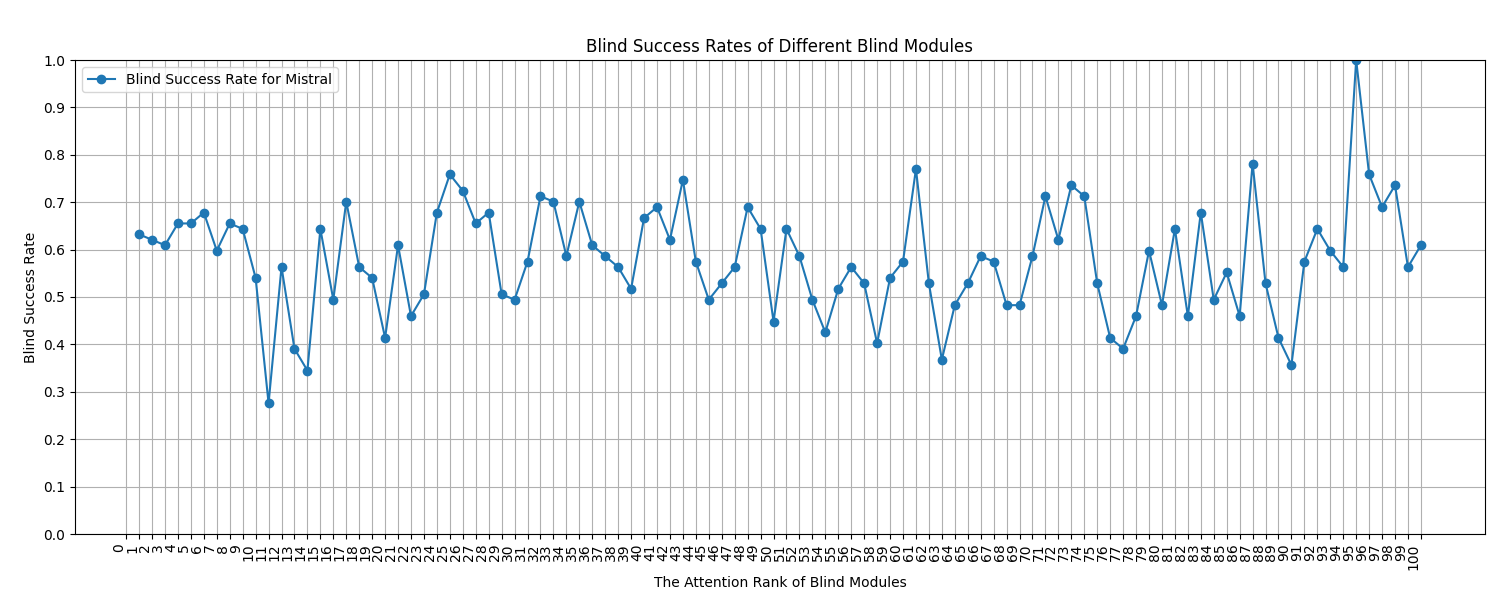 Blind Success Rates of Different Blind Modules
Blind Success Rate for Mistral
Blind Success Rate
1.0
0.9
0.8
0.7
0.6
0.5
0.4
0.3
0.2
0.1
0.0
0 1 2 3 4 5 6 7 8 9 10 11 12 13 14 15 16 17 18 19 20 21 22 23 24 25 26 27 28 29 30 31 32 33 34 35 36 37 38 39 40 41 42 43 44 45 46 47 48 49 50 51 52 53 54 55 56 57 58 59 60 61 62 63 64 65 66 67 68 69 70 71 72 73 74 75 76 77 78 79 80 81 82 83 84 85 86 87 88 89 90 91 92 93 94 95 96 97 98 99 100
The Attention Rank of Blind Modules